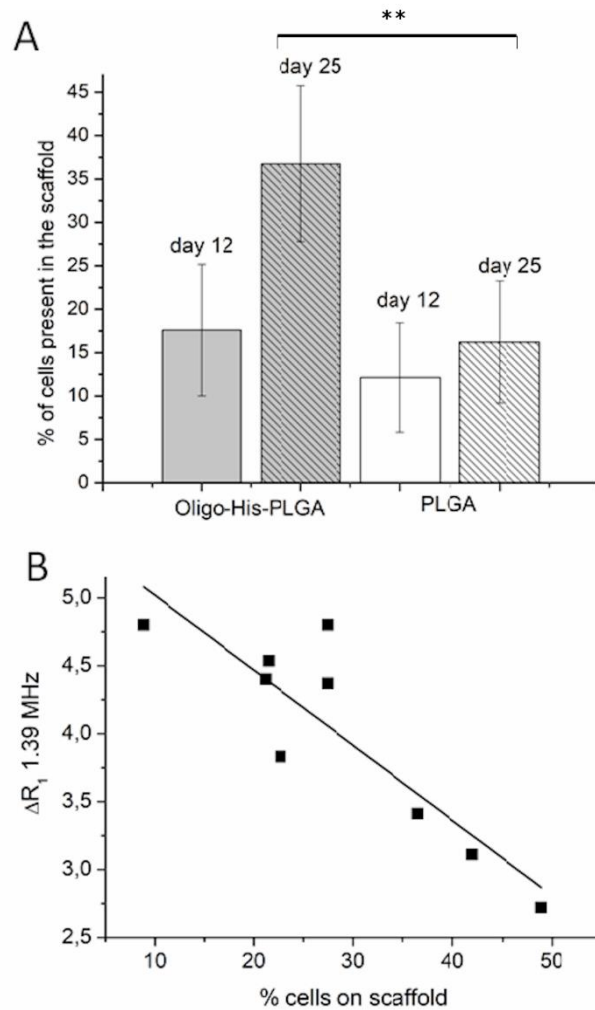 **
A
day 25
45
40
35
30
25
20
15
10
5
0
% of cells present in the scaffold
day 12
day 12
day 25
Oligo-His-PLGA
PLGA
B
5,0
4,5
4,0
3,5
3,0
2,5
ΔR₁ 1.39 MHz
10 20 30 40 50
% cells on scaffold